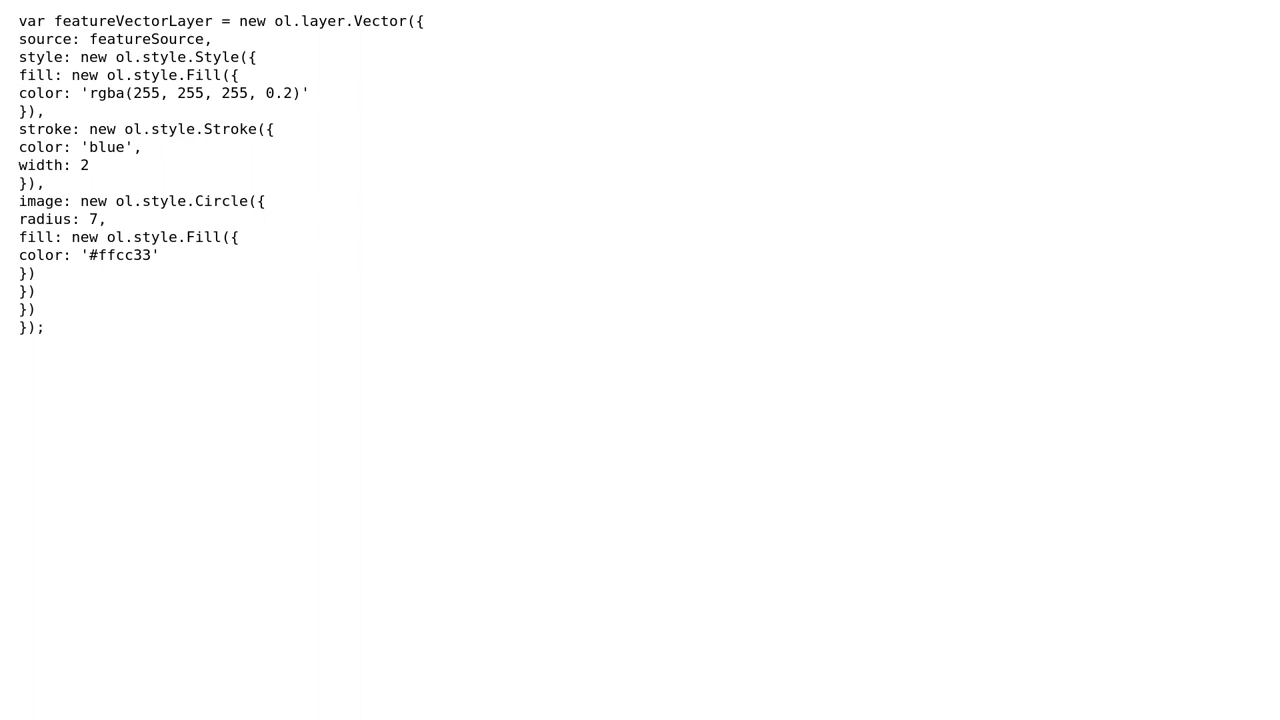 var featureVectorLayer = new ol.layer.Vector({
source: featureSource,
style: new ol.style.Style({
fill: new ol.style.Fill({
color: 'rgba(255, 255, 255, 0.2)'
}),
stroke: new ol.style.Stroke({
color: 'blue',
width: 2
}),
image: new ol.style.Circle({
radius: 7,
fill: new ol.style.Fill({
color: '#ffcc33'
})
})
})
});